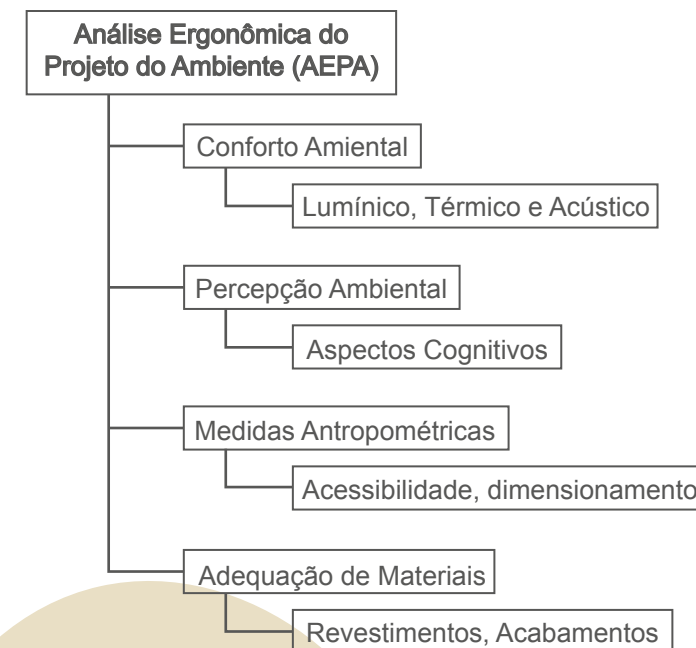 Análise Ergonômica do
Projeto do Ambiente (AEPA)
Conforto Amiental
Lumínico, Térmico e Acústico
Percepção Ambiental
Aspectos Cognitivos
Medidas Antropométricas
Acessibilidade, dimensionamento
Adequação de Materiais
Revestimentos, Acabamentos